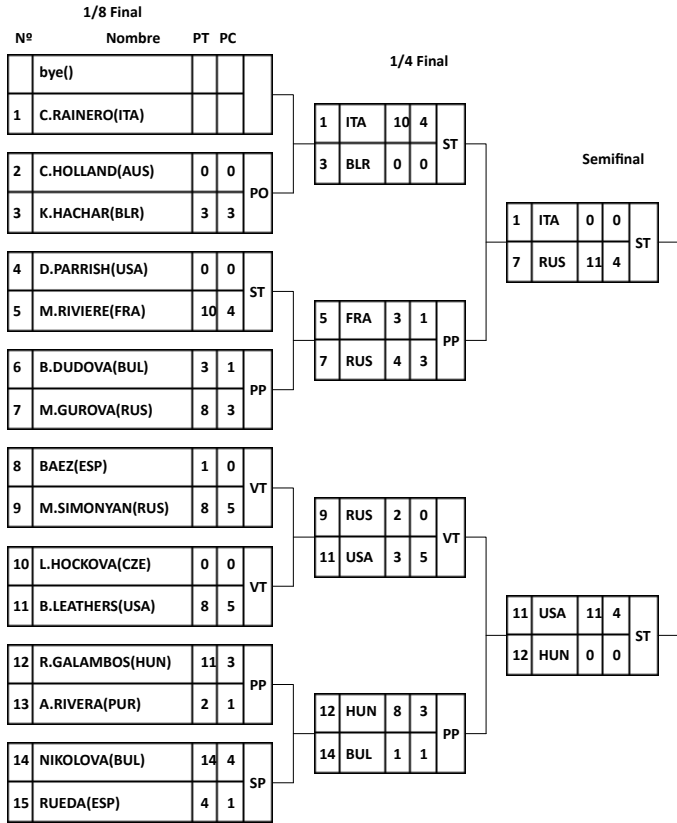 1/8 Final
Nº Nombre PT PC
bye()
1 C.RAINERO(ITA)
2 C.HOLLAND(AUS) 0 0
PO
3 K.HACHAR(BLR) 3 3
4 D.PARRISH(USA) 0 0
ST
5 M.RIVIERE(FRA) 10 4
6 B.DUDOVA(BUL) 3 1
PP
7 M.GUROVA(RUS) 8 3
8 BAEZ(ESP) 1 0
VT
9 M.SIMONYAN(RUS) 8 5
10 L.HOCKOVA(CZE) 0 0
VT
11 B.LEATHERS(USA) 8 5
12 R.GALAMBOS(HUN) 11 3
PP
13 A.RIVERA(PUR) 2 1
14 NIKOLOVA(BUL) 14 4
SP
15 RUEDA(ESP) 4 1
1/4 Final
1 ITA 10 4
ST
3 BLR 0 0
5 FRA 3 1
PP
7 RUS 4 3
9 RUS 2 0
VT
11 USA 3 5
12 HUN 8 3
PP
14 BUL 1 1
Semifinal
1 ITA 0 0
ST
7 RUS 11 4
11 USA 11 4
ST
12 HUN 0 0